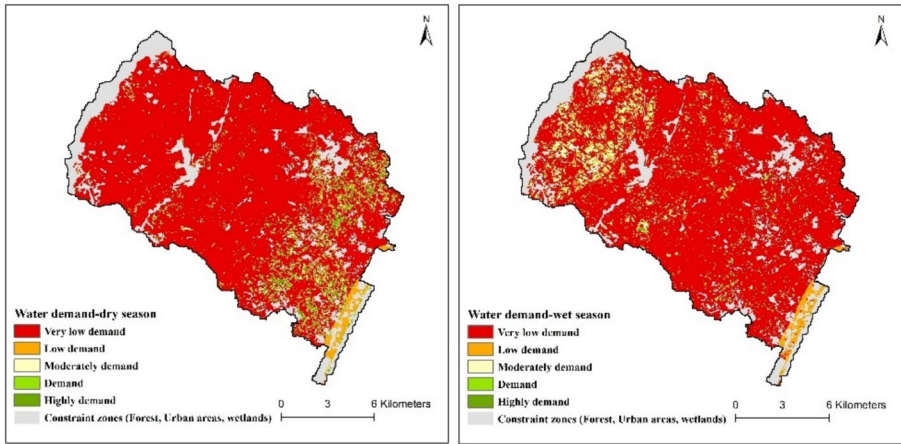 N
Water demand-dry season
Very low demand
Low demand
Moderately demand
Demand
Highly demand
Constraint zones (Forest, Urban areas, wetlands)
0 3 6 Kilometers
N
Water demand-wet season
Very low demand
Low demand
Moderately demand
Demand
Highly demand
Constraint zones (Forest, Urban areas, wetlands)
0 3 6 Kilometers